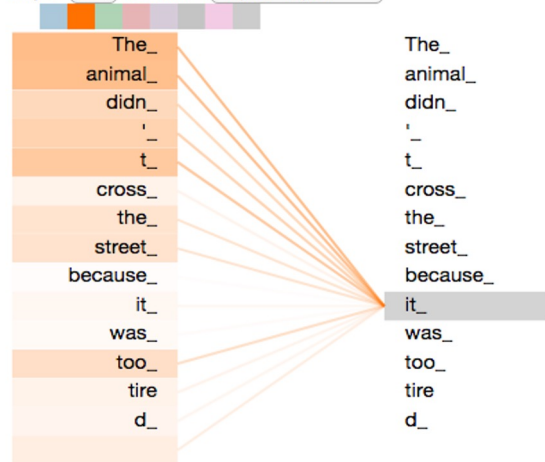 The_ The_
animal_ animal_
didn_ didn_
'_ '_
t_ t_
cross_ cross_
the_ the_
street_ street_
because_ because_
it_ it_
was_ was_
too_ too_
tire tire
d_ d_